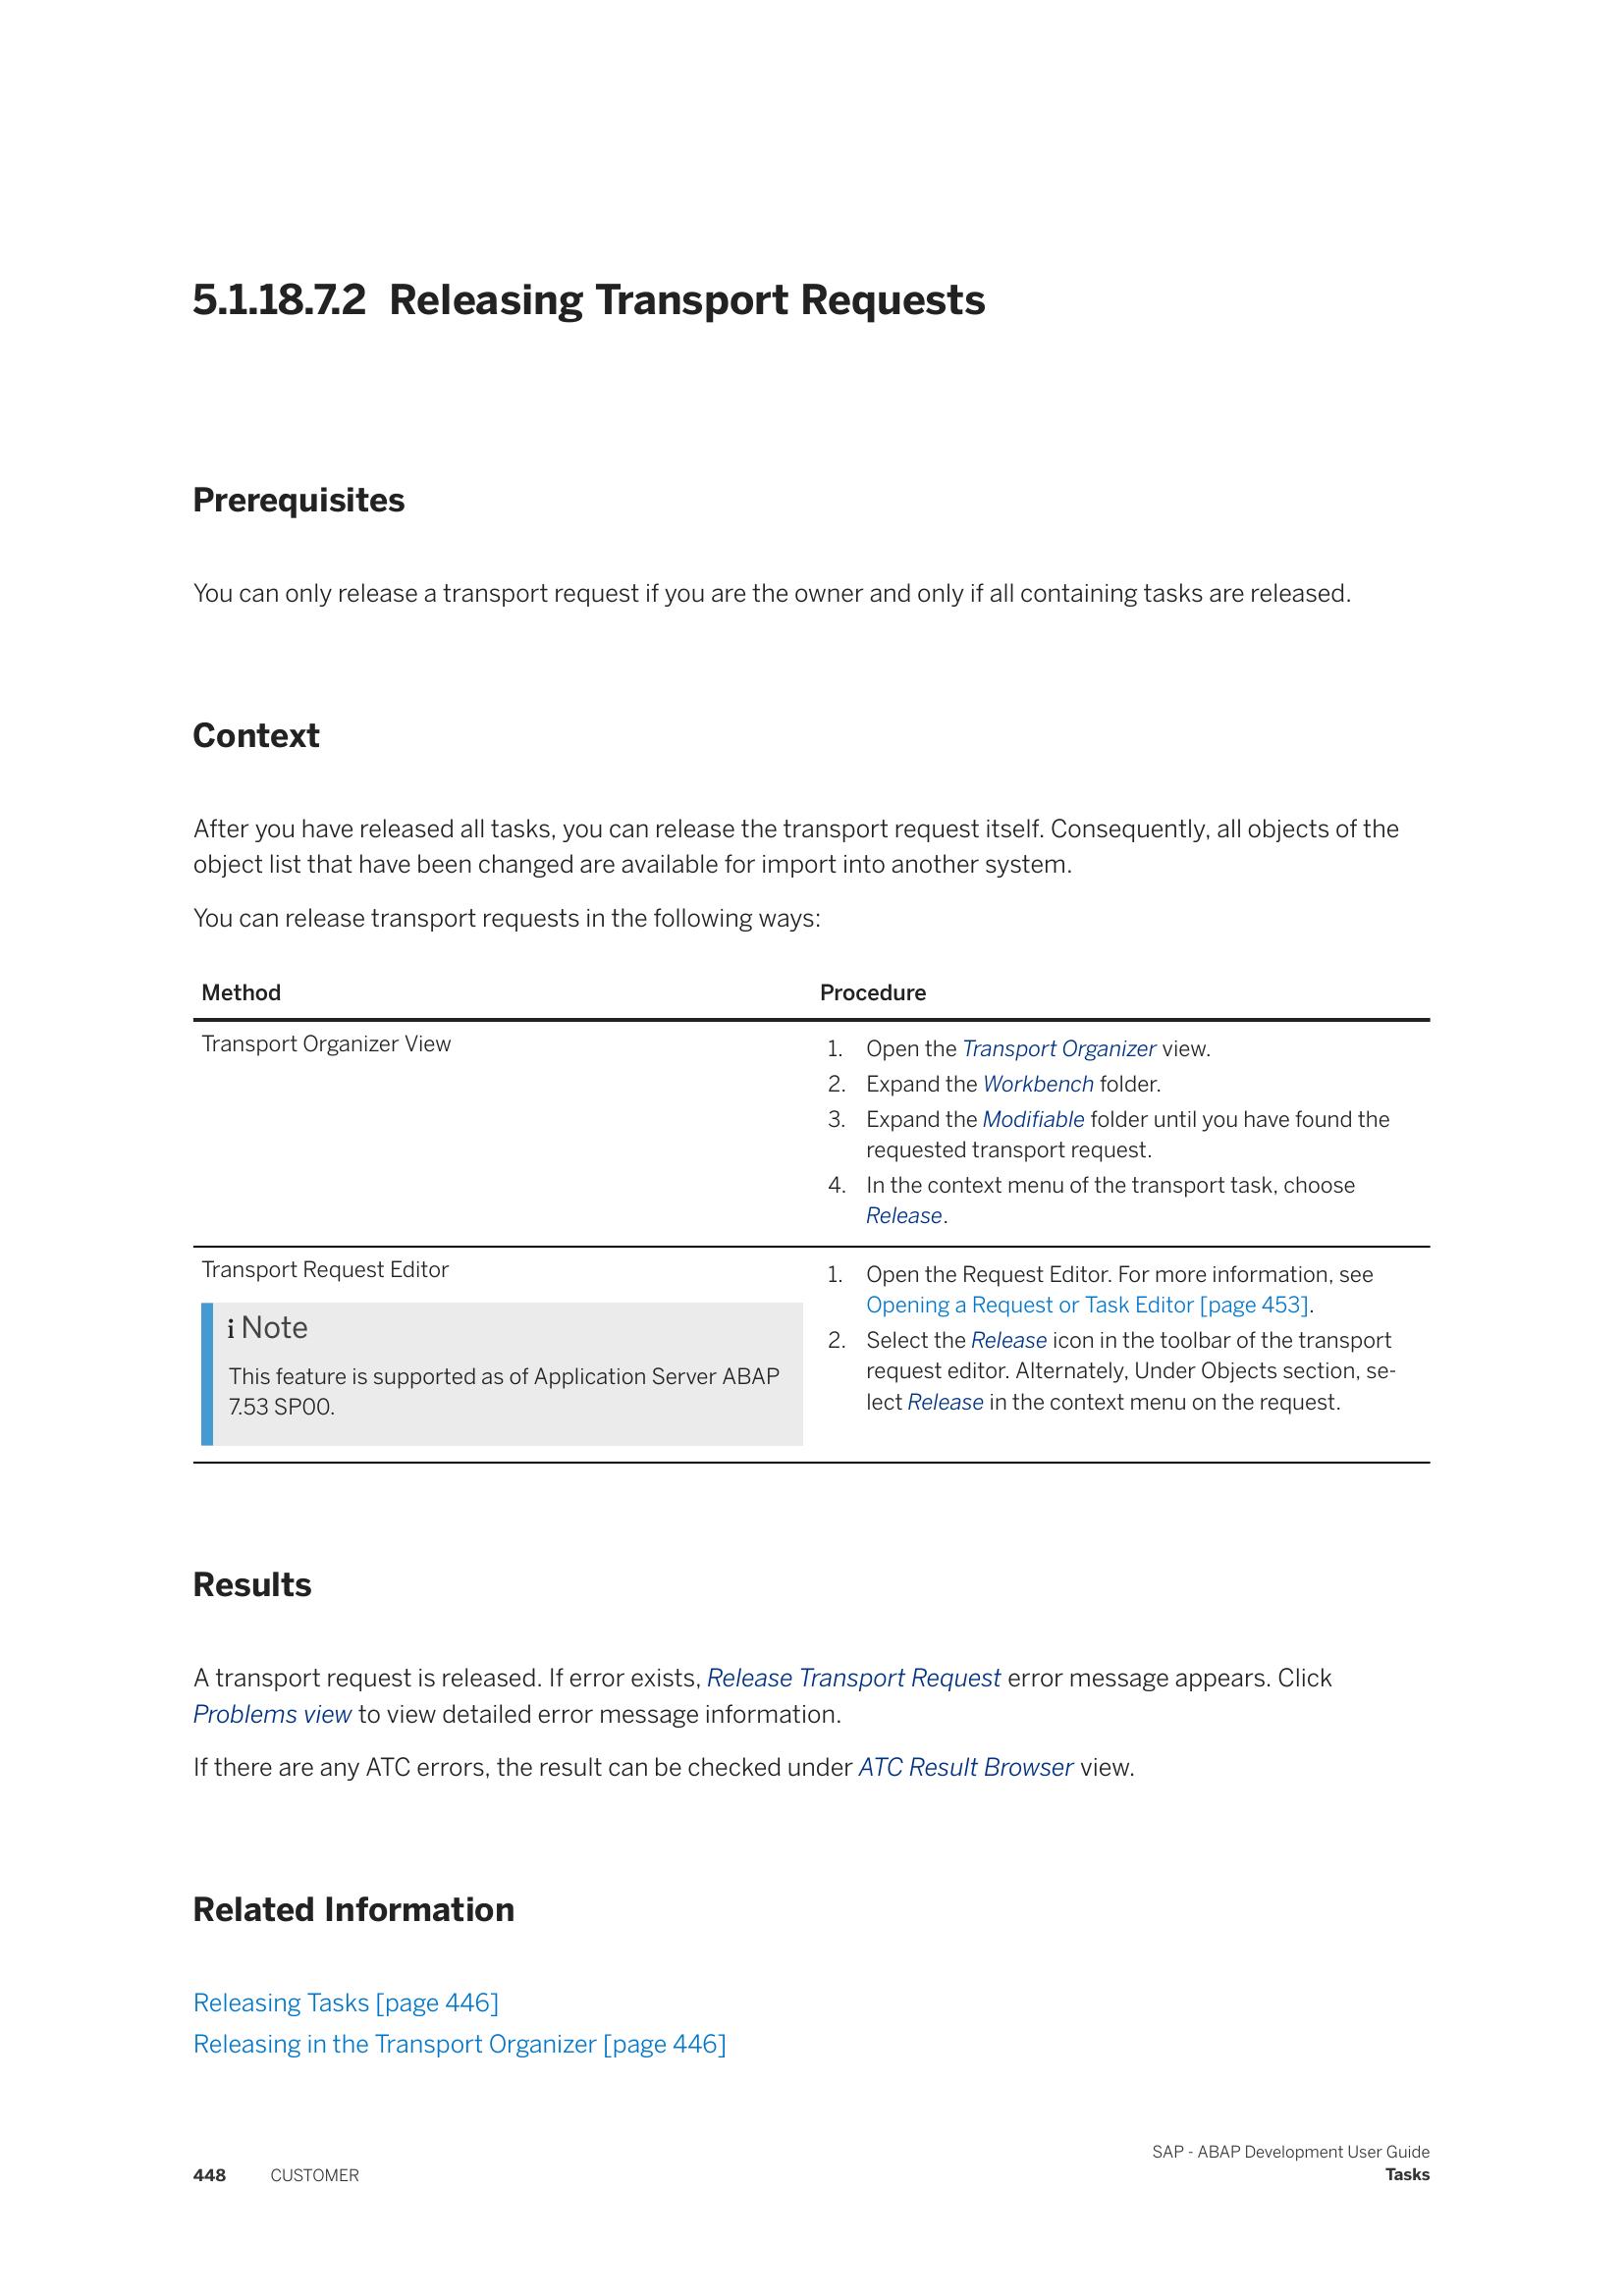 5.1.18.7.2 Releasing Transport Requests
Prerequisites
You can only release a transport request if you are the owner and only if all containing tasks are released.
Context
After you have released all tasks, you can release the transport request itself. Consequently, all objects of the
object list that have been changed are available for import into another system.
You can release transport requests in the following ways:
Method Procedure
Transport Organizer View
1. Open the Transport Organizer view.
2. Expand the Workbench folder.
3. Expand the Modifiable folder until you have found the
requested transport request.
4. In the context menu of the transport task, choose
Release.
Transport Request Editor
i Note
This feature is supported as of Application Server ABAP
7.53 SP00.
1. Open the Request Editor. For more information, see
Opening a Request or Task Editor [page 453].
2. Select the Release icon in the toolbar of the transport
request editor. Alternately, Under Objects section, se-
lect Release in the context menu on the request.
Results
A transport request is released. If error exists, Release Transport Request error message appears. Click
Problems view to view detailed error message information.
If there are any ATC errors, the result can be checked under ATC Result Browser view.
Related Information
Releasing Tasks [page 446]
Releasing in the Transport Organizer [page 446]
448 CUSTOMER
SAP - ABAP Development User Guide
Tasks